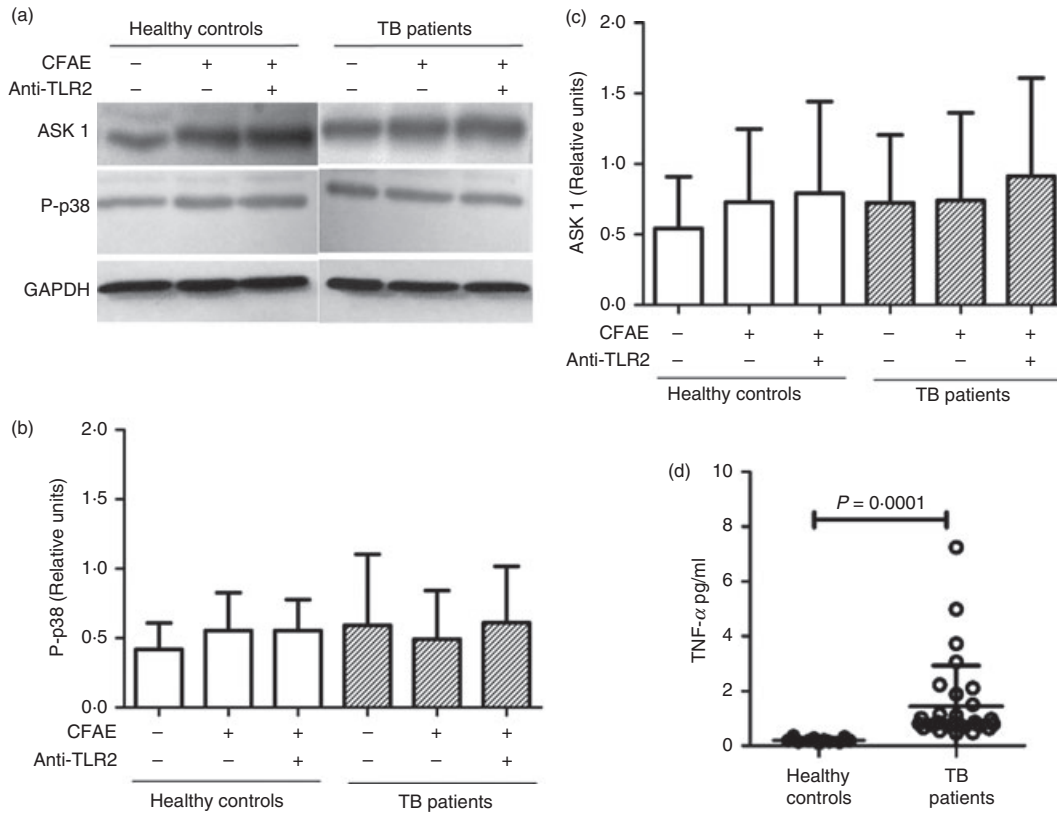 (a)
Healthy controls TB patients
CFAE – + + – + +
Anti-TLR2 – – + – – +
ASK 1
P-p38
GAPDH
(b)
2·0
1·5
1·0
0·5
0·0
P-p38 (Relative units)
CFAE – + + – + +
Anti-TLR2 – – + – – +
Healthy controls TB patients
(c)
2·0
1·5
1·0
0·5
0·0
ASK 1 (Relative units)
CFAE – + + – + +
Anti-TLR2 – – + – – +
Healthy controls TB patients
(d)
10
8
6
4
2
0
TNF-α pg/ml
P = 0·0001
Healthy TB
controls patients